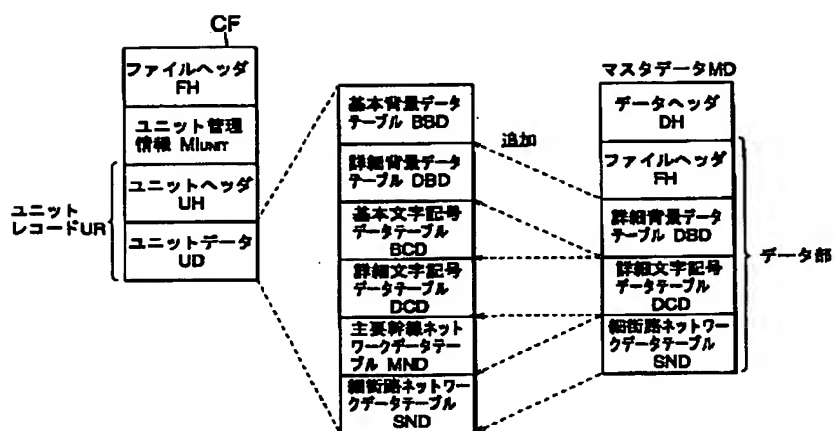 CF
ファイルヘッダ
FH
ユニット管理
情報 MIUNIT
ユニットヘッダ
UH
ユニットデータ
UD
ユニット
レコードUR
基本背景データ
テーブル BBD
詳細背景データ
テーブル DBD
基本文字記号
データテーブル
BCD
詳細文字記号
データテーブル
DCD
主要幹線ネット
ワークデータテー
ブル MND
細街路ネットワー
クデータテーブル
SND
追加
マスタデータMD
データヘッダ
DH
ファイルヘッダ
FH
詳細背景データ
テーブル DBD
詳細文字記号
データテーブル
DCD
細街路ネットワー
クデータテーブル
SND
データ部